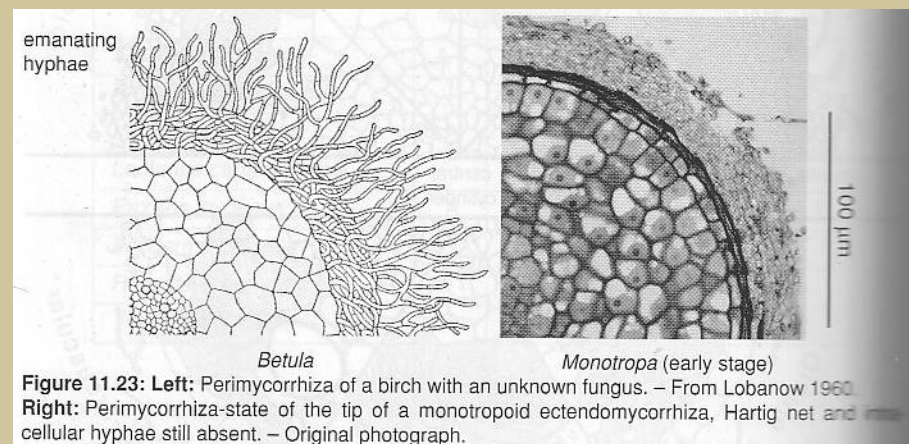 emanating
hyphae
100 µm
Betula
Monotropa (early stage)
Figure 11.23: Left: Perimycorrhiza of a birch with an unknown fungus. – From Lobanow 1960.
Right: Perimycorrhiza-state of the tip of a monotropoid ectendomycorrhiza, Hartig net and
cellular hyphae still absent. – Original photograph.